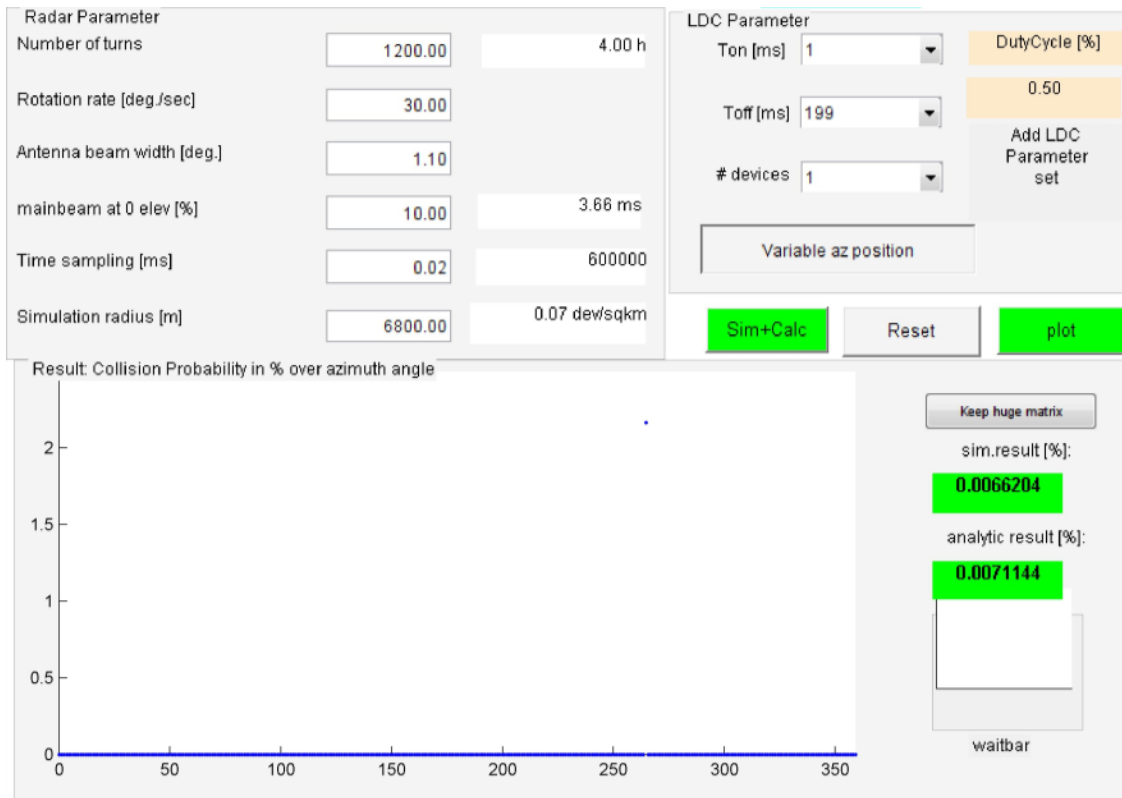 Radar Parameter
Number of turns 1200.00 4.00 h
Rotation rate [deg./sec] 30.00
Antenna beam width [deg.] 1.10
mainbeam at 0 elev [%] 10.00 3.66 ms
Time sampling [ms] 0.02 600000
Simulation radius [m] 6800.00 0.07 dev/sqkm
LDC Parameter
Ton [ms] 1 DutyCycle [%]
0.50
Toff [ms] 199
Add LDC
Parameter
set
# devices 1
Variable az position
Sim+Calc Reset plot
Result: Collision Probability in % over azimuth angle
2
1.5
1
0.5
0
0 50 100 150 200 250 300 350
Keep huge matrix
sim.result [%]:
0.0066204
analytic result [%]:
0.0071144
waitbar